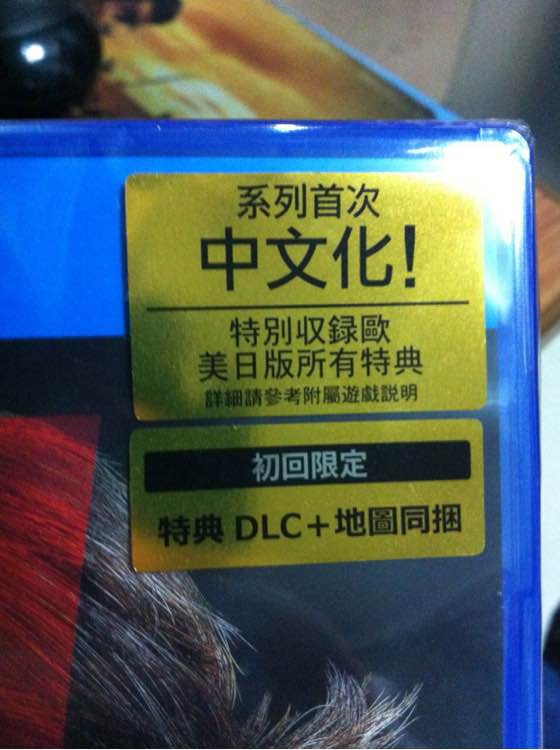 系列首次
中文化!
特別収録歐
美日版所有特典
詳細請參考附屬遊戲説明
初回限定
特典 DLC+地圖同捆